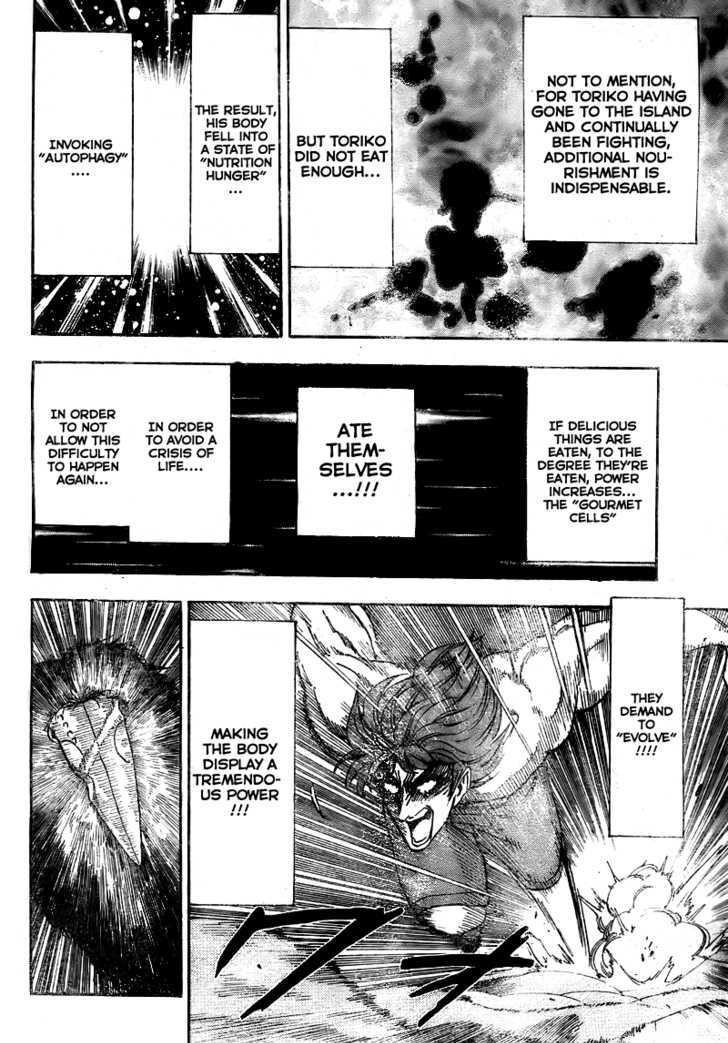 NOT TO MENTION,
FOR TORIKO HAVING
GONE TO THE ISLAND
AND CONTINUALLY
BEEN FIGHTING,
ADDITIONAL NOU-
RISHMENT IS
INDISPENSABLE.
BUT TORIKO
DID NOT EAT
ENOUGH...
THE RESULT,
HIS BODY
FELL INTO
A STATE OF
"NUTRITION
HUNGER"
...
INVOKING
"AUTOPHAGY"
....
IF DELICIOUS
THINGS ARE
EATEN, TO THE
DEGREE THEY'RE
EATEN, POWER
INCREASES...
THE "GOURMET
CELLS"
ATE
THEM-
SELVES
...!!!
IN ORDER
TO AVOID A
CRISIS OF
LIFE....
IN ORDER
TO NOT
ALLOW THIS
DIFFICULTY
TO HAPPEN
AGAIN...
THEY
DEMAND
TO
"EVOLVE"
!!!!
MAKING
THE BODY
DISPLAY A
TREMENDO-
US POWER
!!!
クワッ